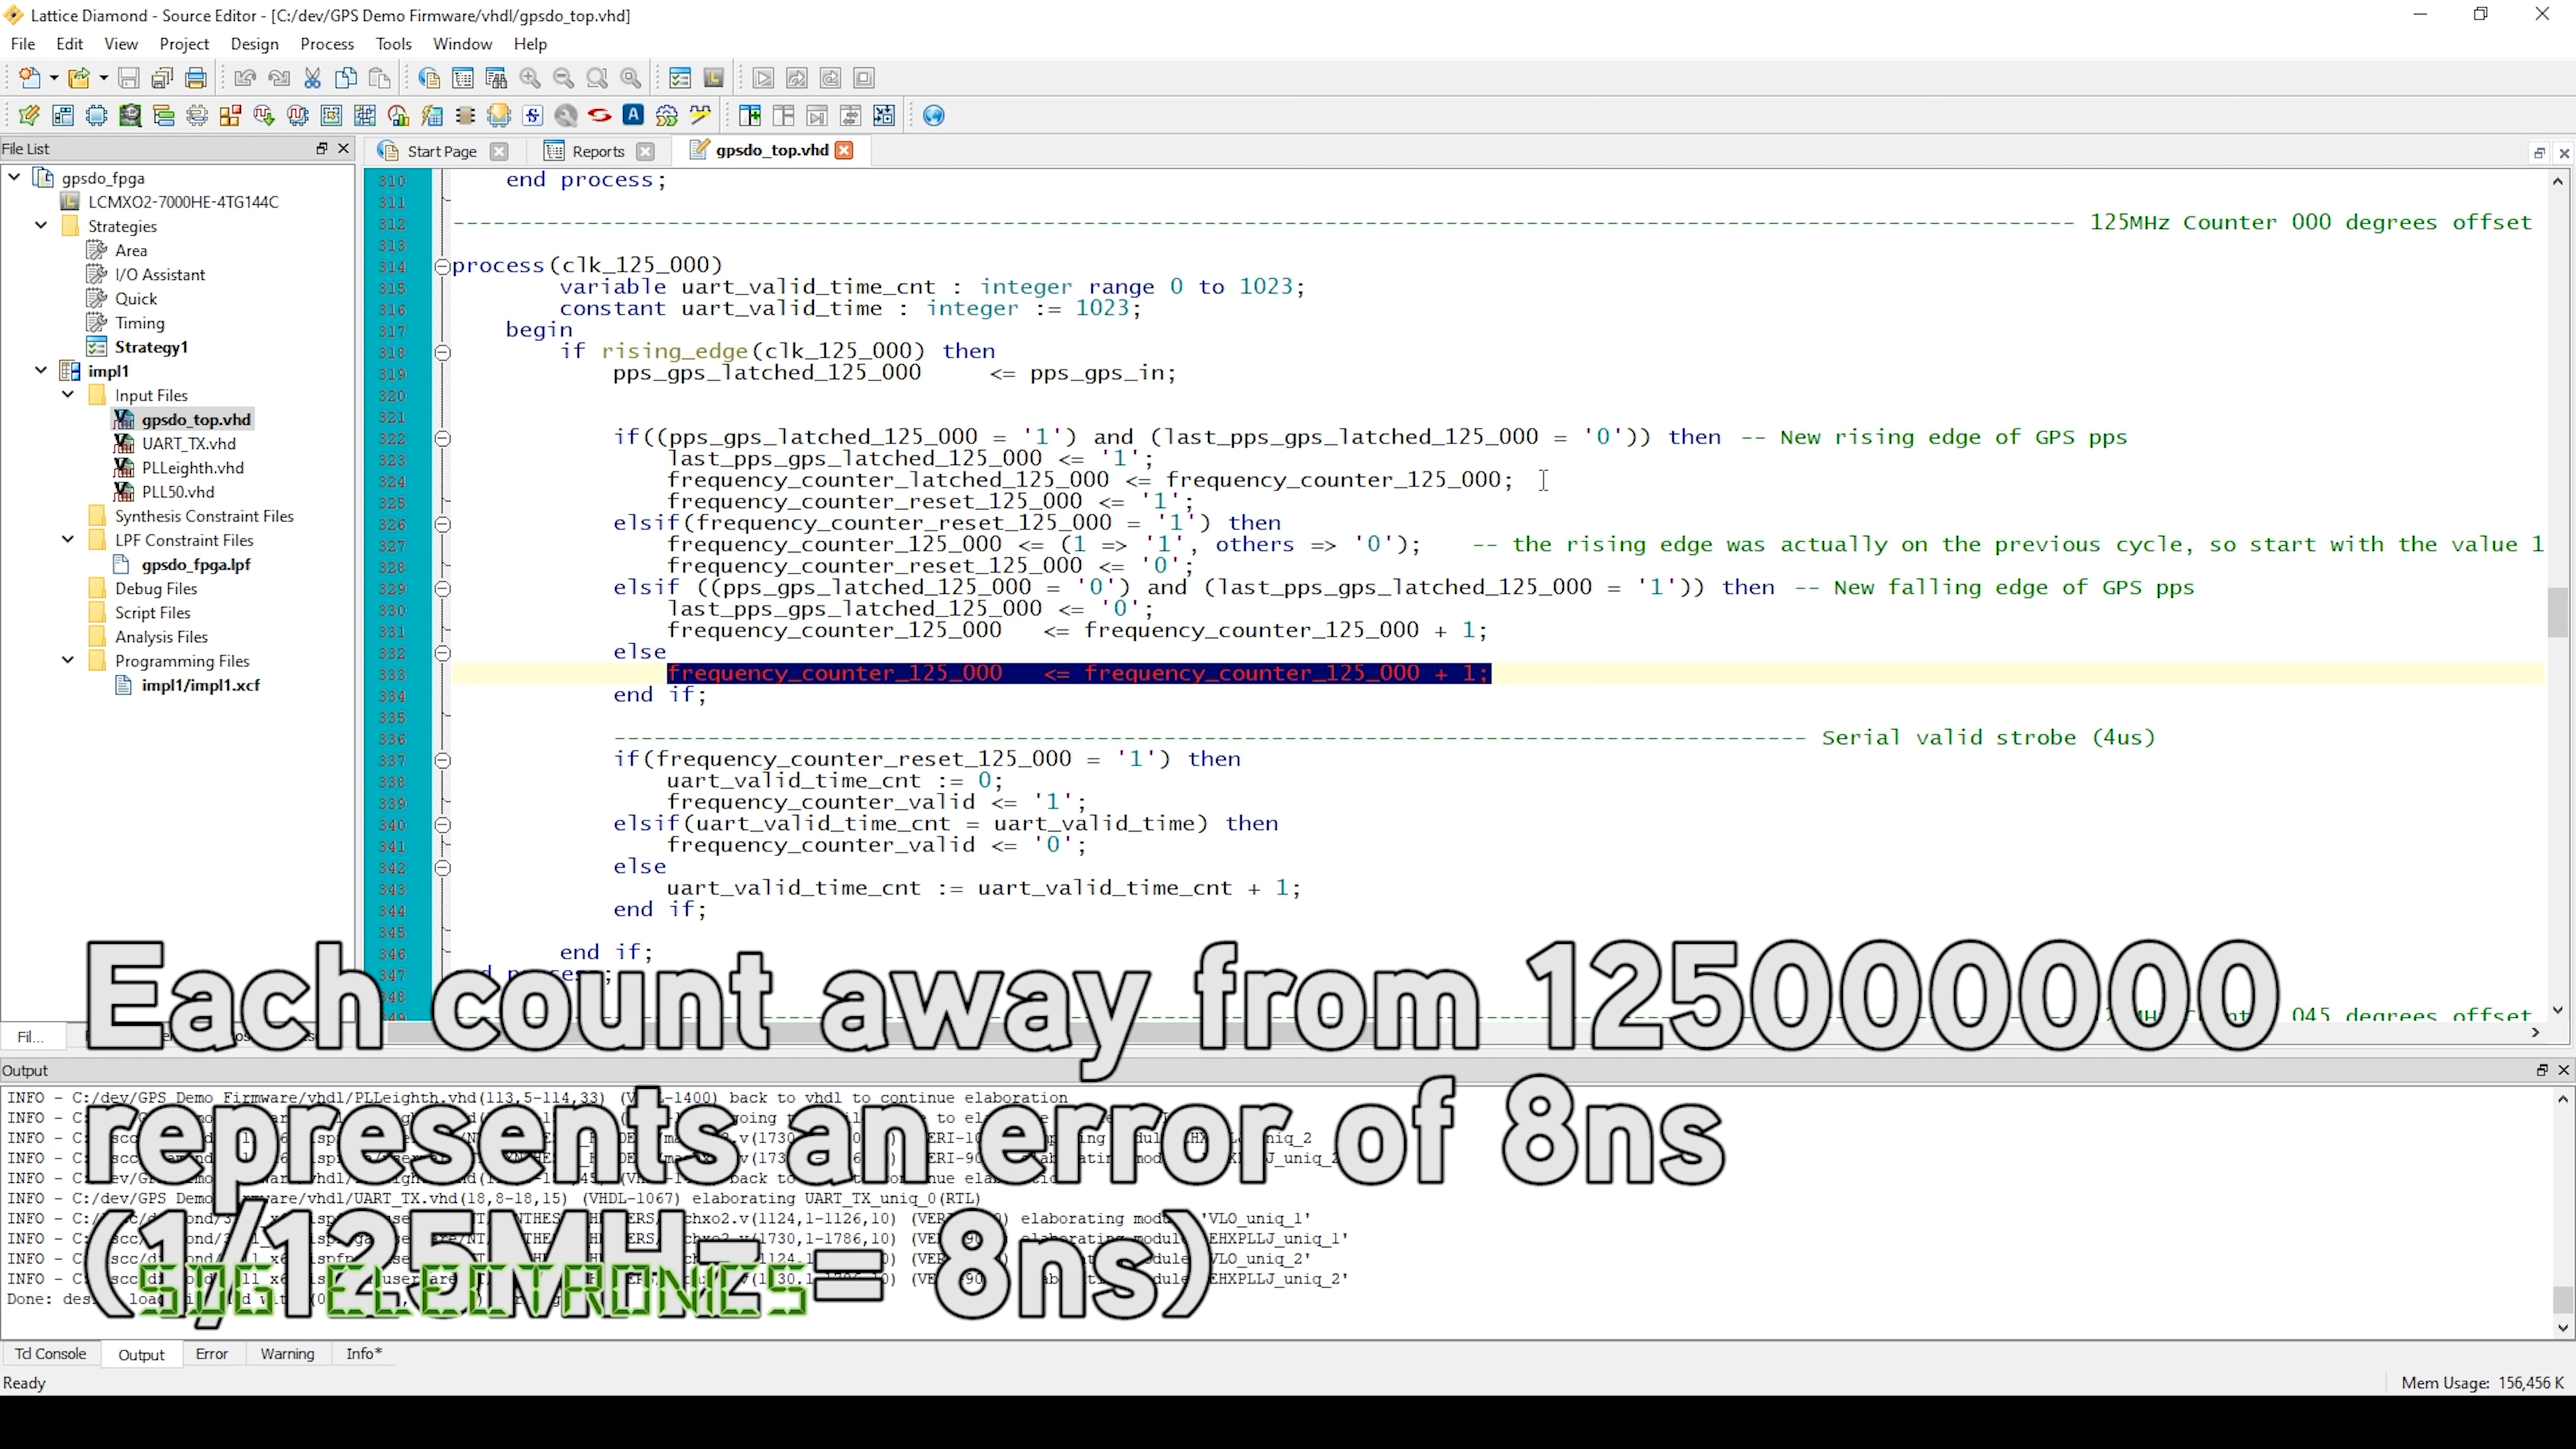 Lattice Diamond - Source Editor - [C:/dev/GPS Demo Firmware/vhdl/gpsdo_top.vhd]
File Edit View Project Design Process Tools Window Help
File List
Start Page
Reports
gpsdo_top.vhd
gpsdo_fpga
LCMXO2-7000HE-4TG144C
Strategies
Area
I/O Assistant
Quick
Timing
Strategy1
impl1
Input Files
gpsdo_top.vhd
UART_TX.vhd
PLLeighth.vhd
PLL50.vhd
Synthesis Constraint Files
LPF Constraint Files
gpsdo_fpga.lpf
Debug Files
Script Files
Analysis Files
Programming Files
impl1/impl1.xcf
310 end process;
311
312 -- 125MHz Counter 000 degrees offset
313
314 process(clk_125_000)
315 variable uart_valid_time_cnt : integer range 0 to 1023;
316 constant uart_valid_time : integer := 1023;
317 begin
318 if rising_edge(clk_125_000) then
319 pps_gps_latched_125_000 <= pps_gps_in;
320
321
322 if((pps_gps_latched_125_000 = '1') and (last_pps_gps_latched_125_000 = '0')) then -- New rising edge of GPS pps
323 last_pps_gps_latched_125_000 <= '1';
324 frequency_counter_latched_125_000 <= frequency_counter_125_000;
325 frequency_counter_reset_125_000 <= '1';
326 elsif(frequency_counter_reset_125_000 = '1') then
327 frequency_counter_125_000 <= (1 => '1', others => '0'); -- the rising edge was actually on the previous cycle, so start with the value 1
328 frequency_counter_reset_125_000 <= '0';
329 elsif ((pps_gps_latched_125_000 = '0') and (last_pps_gps_latched_125_000 = '1')) then -- New falling edge of GPS pps
330 last_pps_gps_latched_125_000 <= '0';
331 frequency_counter_125_000 <= frequency_counter_125_000 + 1;
332 else
333 frequency_counter_125_000 <= frequency_counter_125_000 + 1;
334 end if;
335
336 -- Serial valid strobe (4us)
337 if(frequency_counter_reset_125_000 = '1') then
338 uart_valid_time_cnt := 0;
339 frequency_counter_valid <= '1';
340 elsif(uart_valid_time_cnt = uart_valid_time) then
341 frequency_counter_valid <= '0';
342 else
343 uart_valid_time_cnt := uart_valid_time_cnt + 1;
344 end if;
345
346 end if;
347
045 degrees offset
Each count away from 125000000
represents an error of 8ns
(1/125MHz = 8ns)
SDG ELECTRONICS
Fil...
Output
INFO - C:/dev/GPS Demo Firmware/vhdl/PLLeighth.vhd(113,5-114,33) back to vhdl to continue elaboration
INFO - C:/dev/GPS Demo /vhdl/UART_TX.vhd(18,8-18,15) (VHDL-1067) elaborating UART_TX_uniq_0(RTL)
Tcl Console Output Error Warning Info*
Ready
Mem Usage: 156,456 K